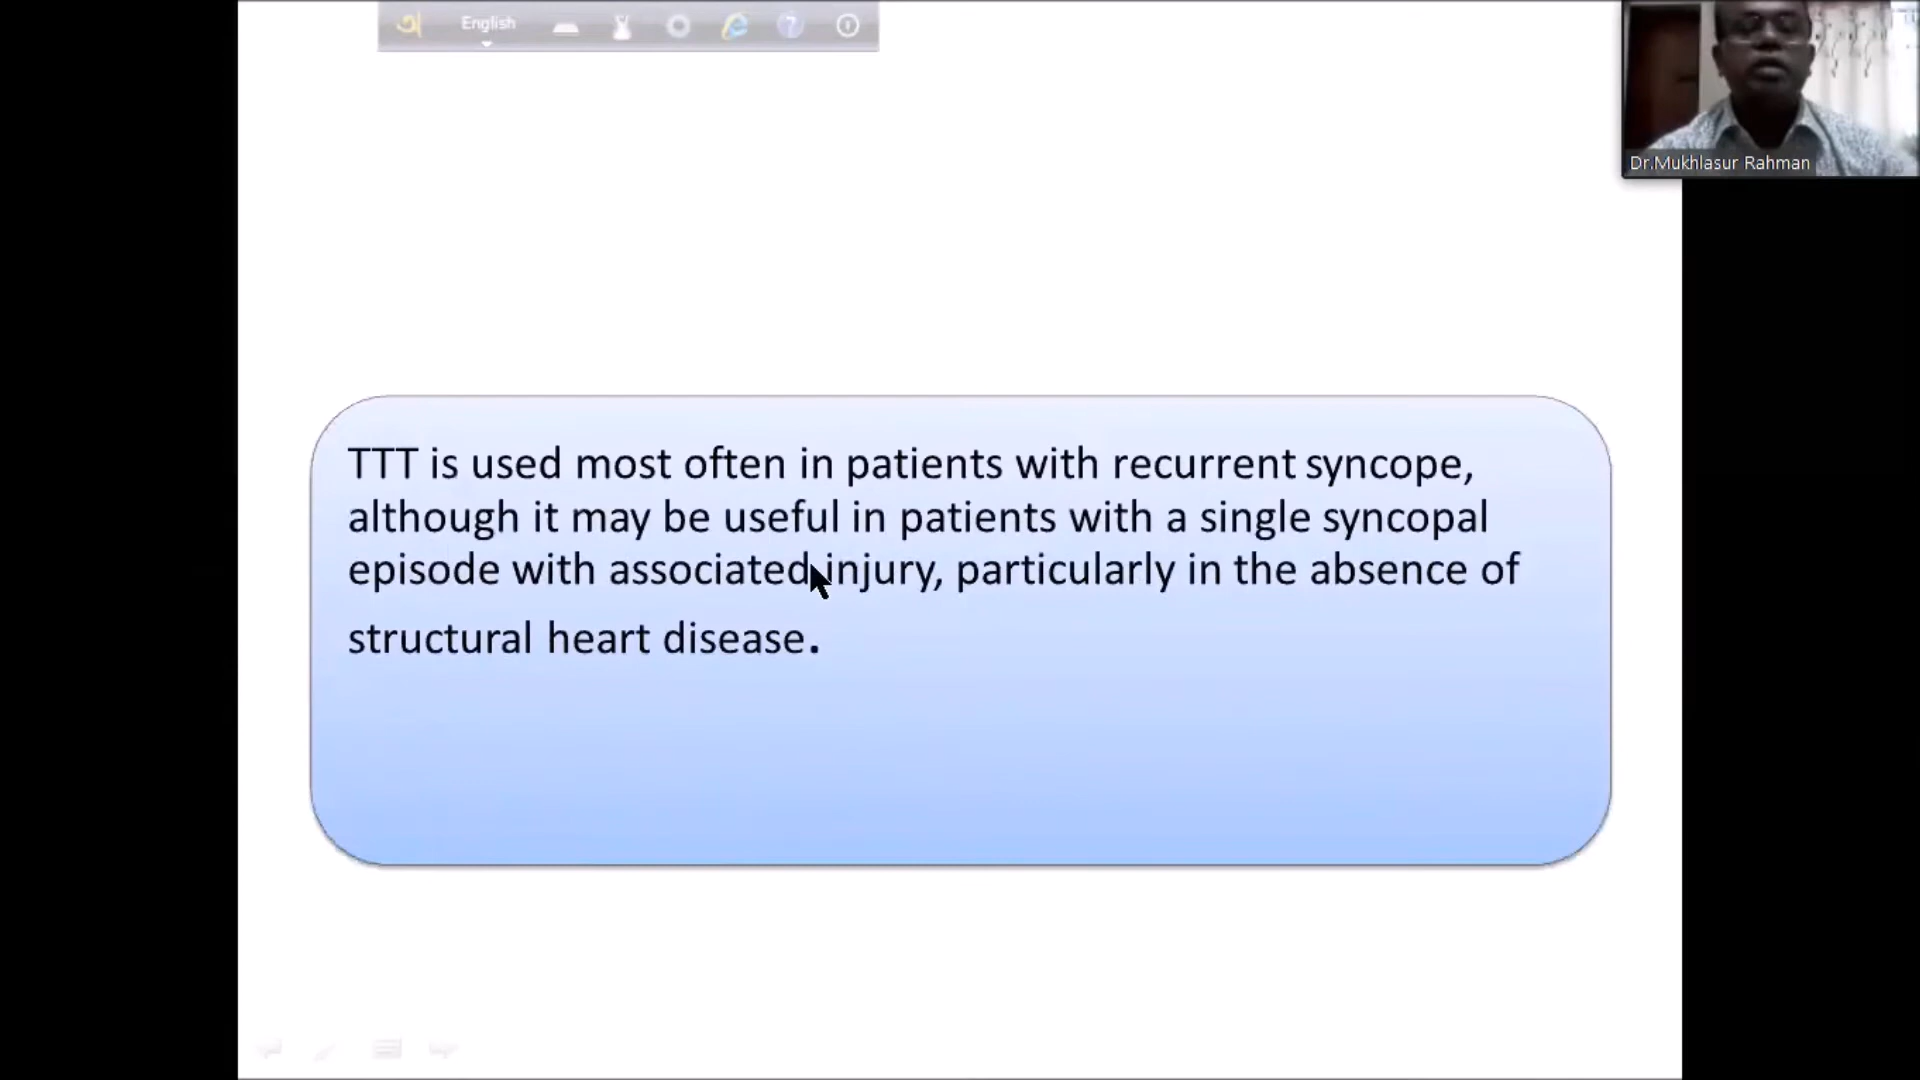 অ English
Dr.Mukhlasur Rahman
TTT is used most often in patients with recurrent syncope,
although it may be useful in patients with a single syncopal
episode with associated injury, particularly in the absence of
structural heart disease.